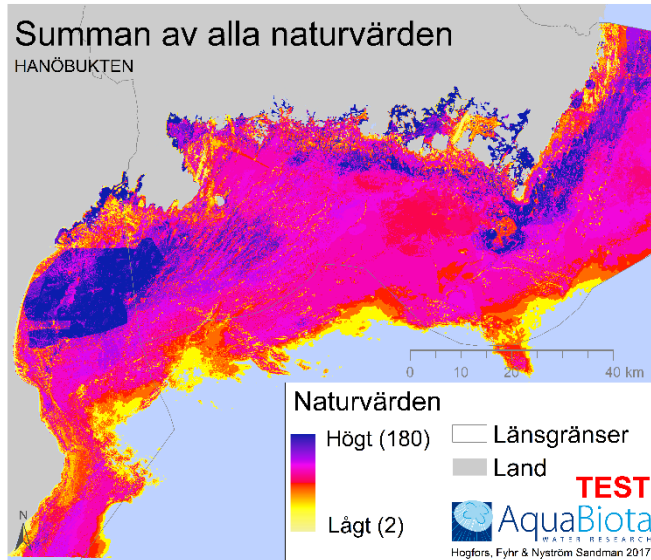 Summan av alla naturvärden
HANÖBUKTEN
0 10 20 40 km
Naturvärden
Högt (180)
Lågt (2)
Länsgränser
Land
TEST
AquaBiota
WATER RESEARCH
Hogfors, Fyhr & Nyström Sandman 2017
N